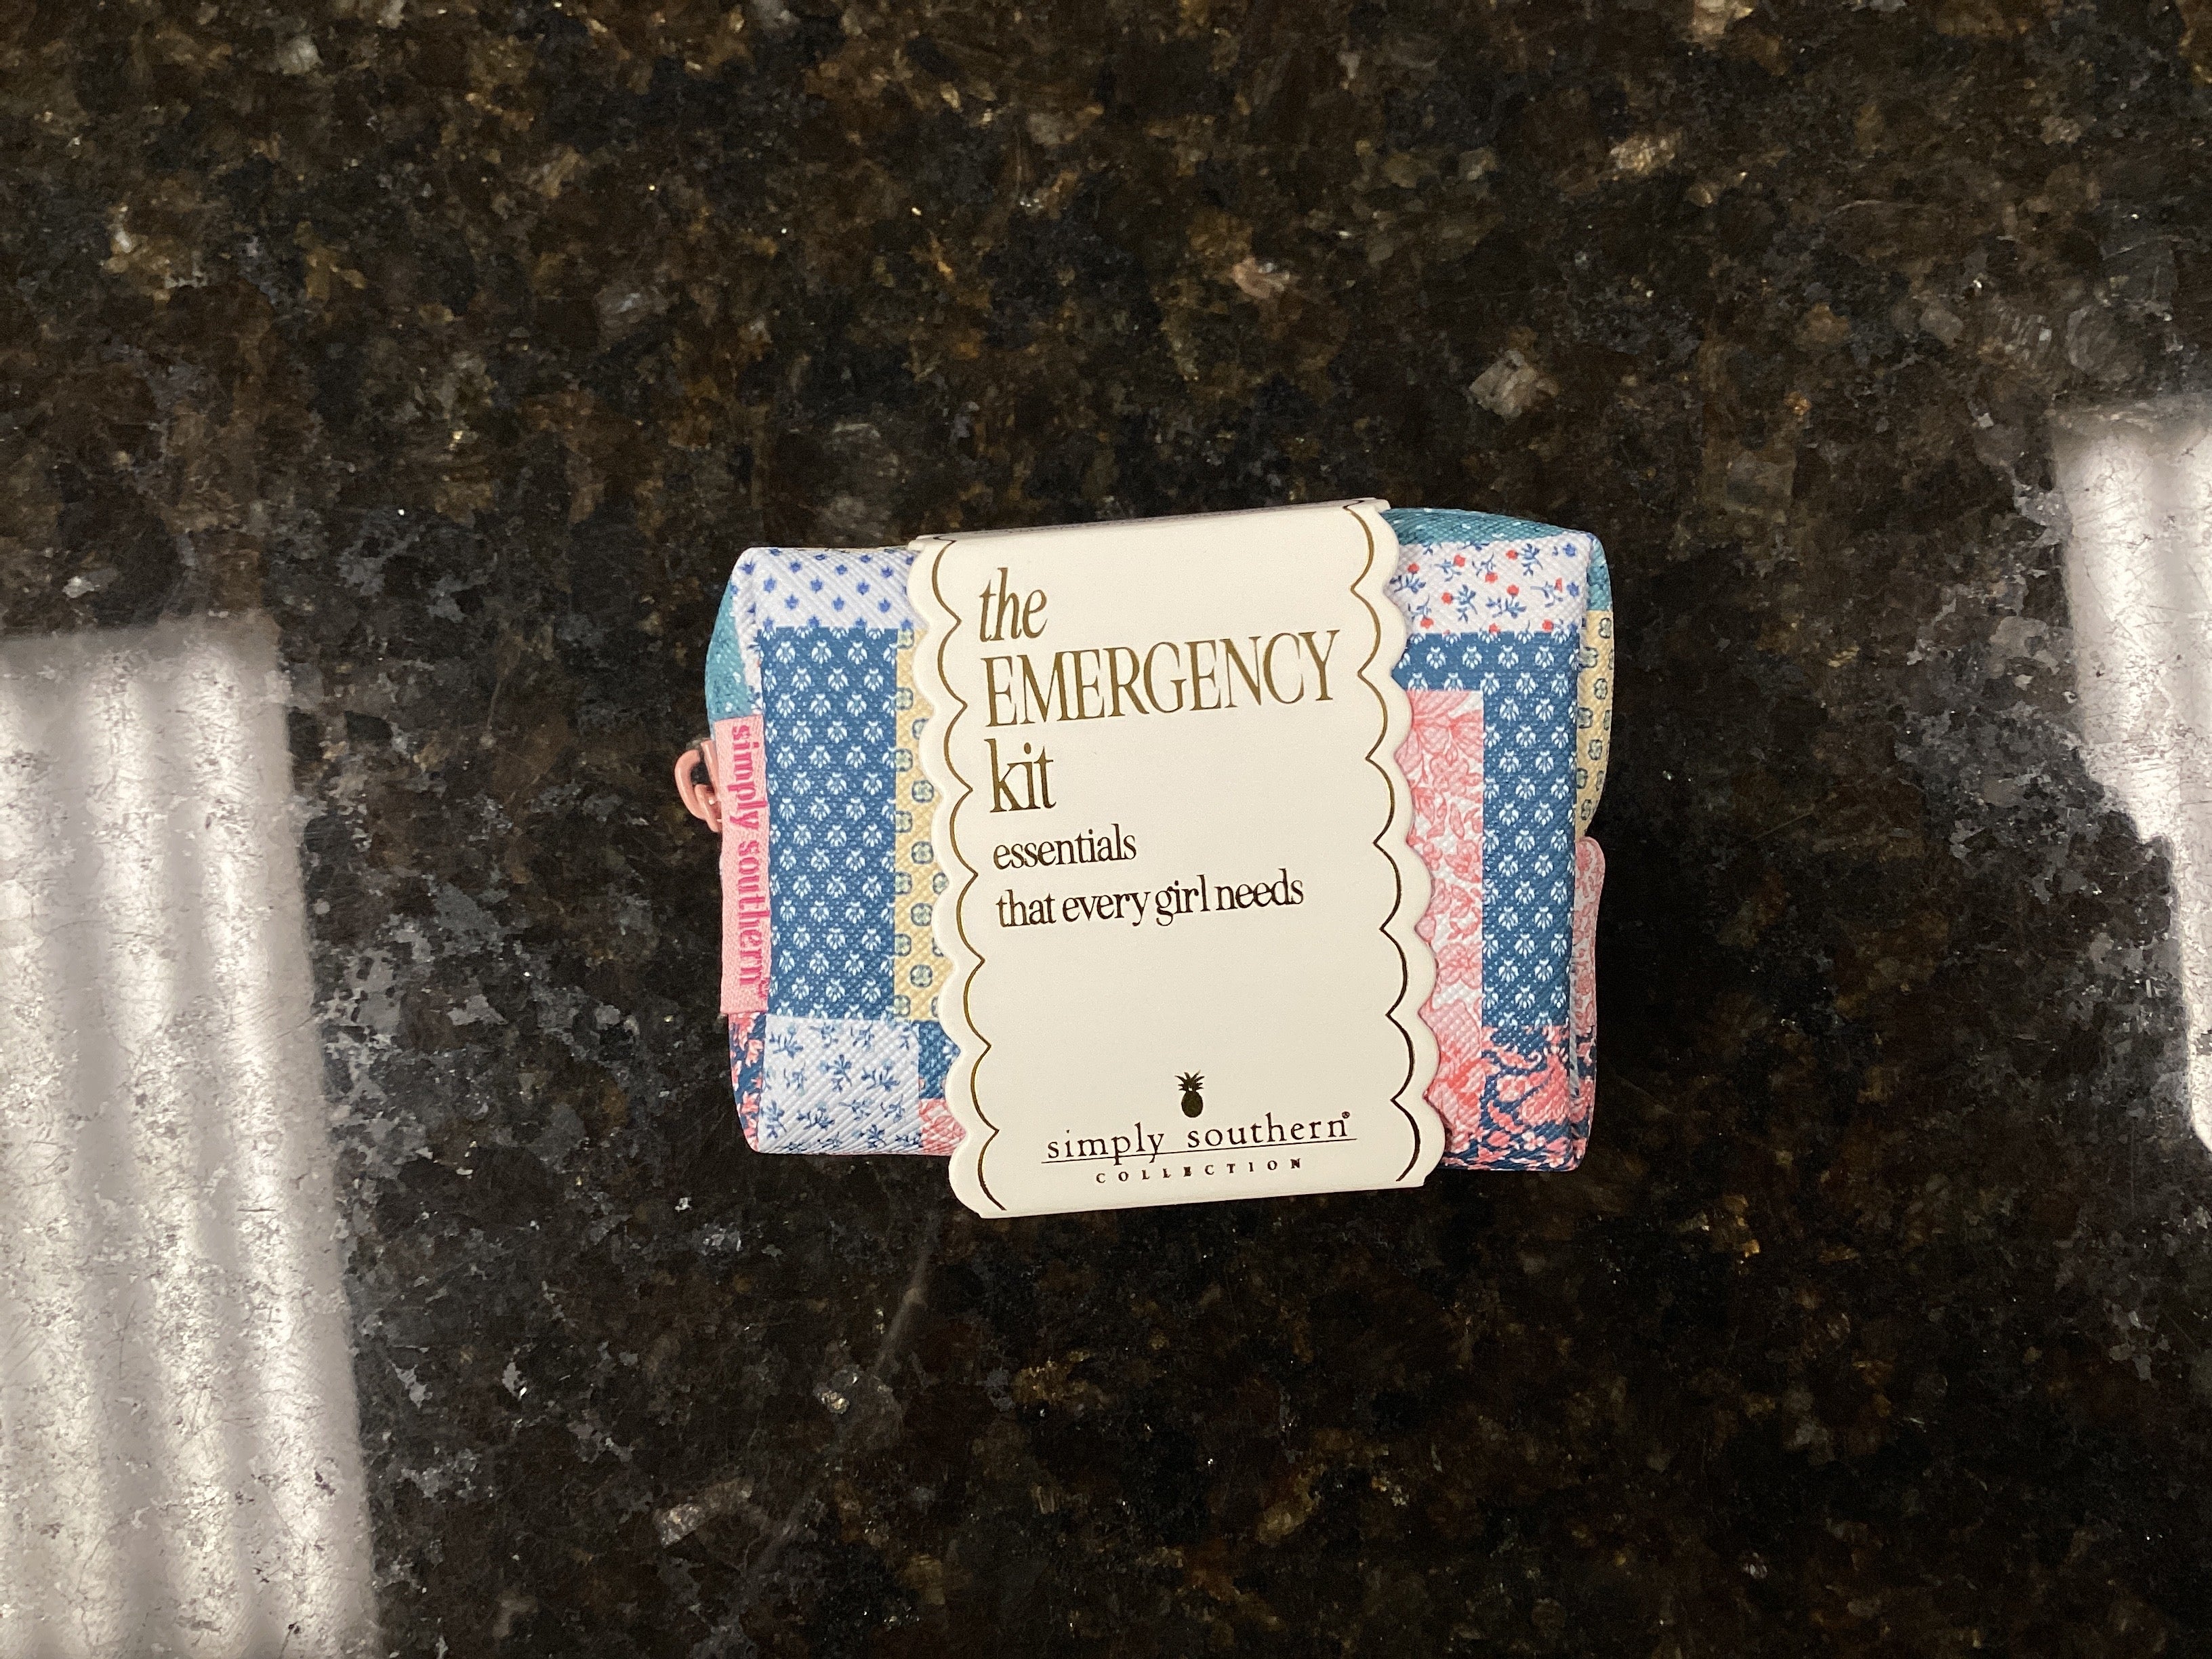 the
EMERGENCY
kit
essentials
that every girl needs
simply southern®
COLLECTION
simply southern